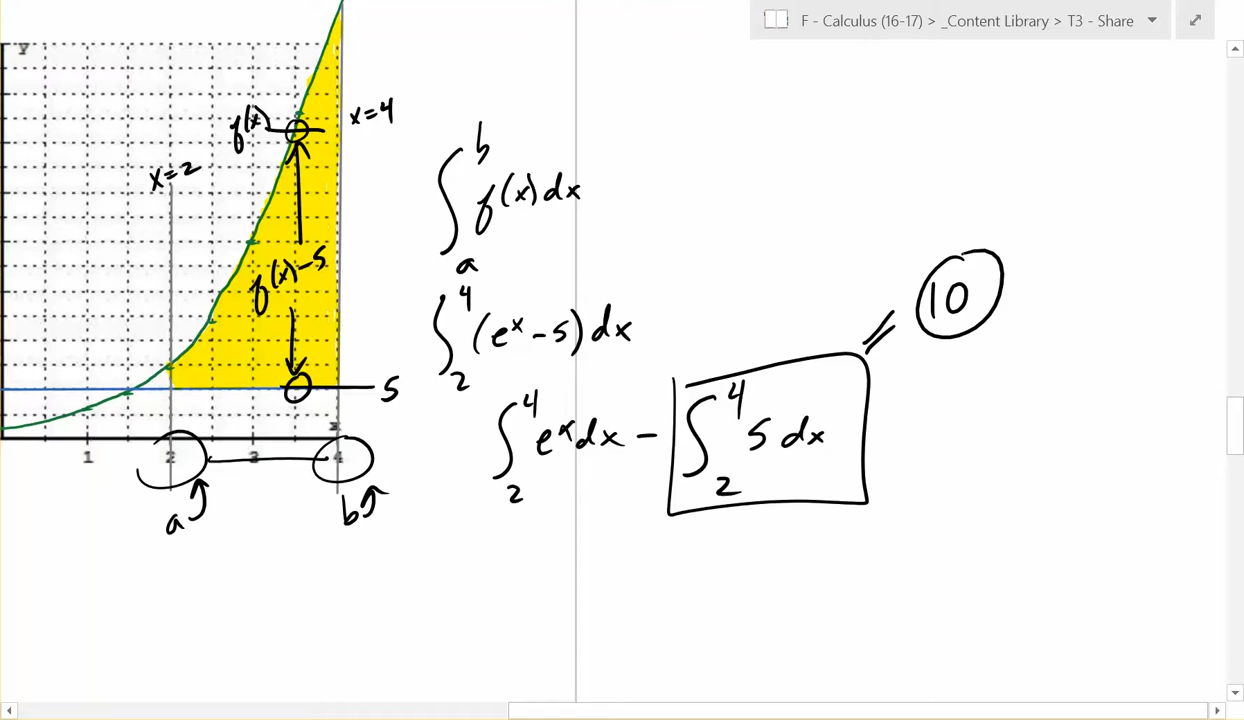 F - Calculus (16-17) > _Content Library > T3 - Share
y
f(x)
x=4
x=2
f(x)-5
5
x
1 2 3 4
a b
∫_a^b f(x)dx
∫_2^4 (e^x - 5) dx
∫_2^4 e^x dx - ∫_2^4 5 dx
= 10